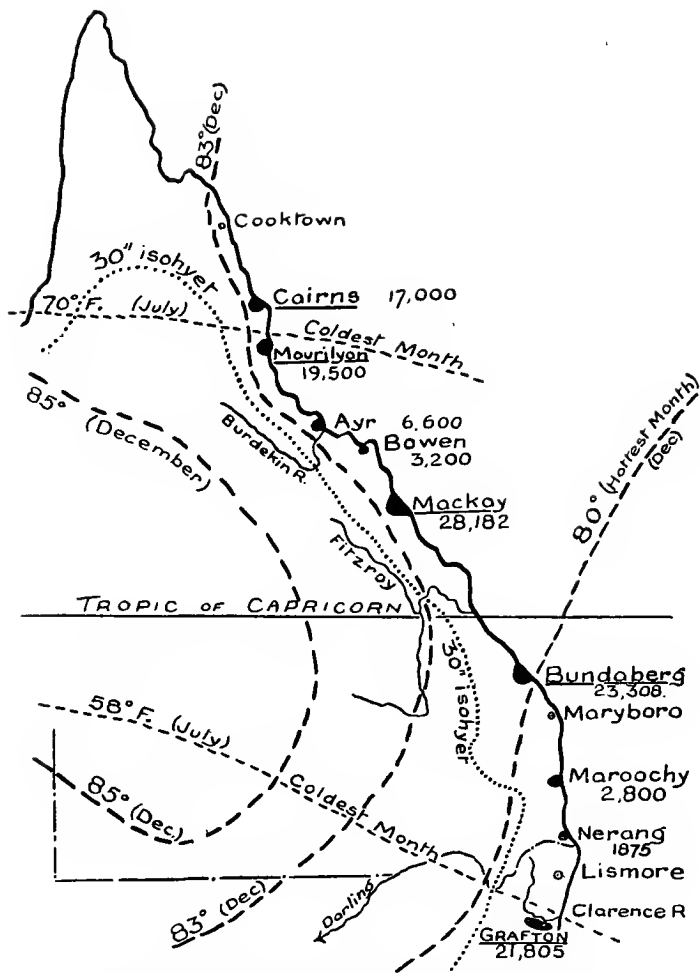 83° (Dec)
Cooktown
30" isohyet
Cairns 17,000
70° F. (July)
Coldest Month
Mourilyan
19,500
85°
(December)
Burdekin R.
Ayr 6,600
Bowen
3,200
80° (Hottest Month)
(Dec)
Mackay
28,182
Fitzroy
TROPIC OF CAPRICORN
30" isohyet
Bundaberg
23,308.
58° F. (July)
Maryboro
Coldest Month
Maroochy
2,800
85° (Dec.)
Nerang
1875
Lismore
83° (Dec)
Darling
Clarence R
GRAFTON
21,805